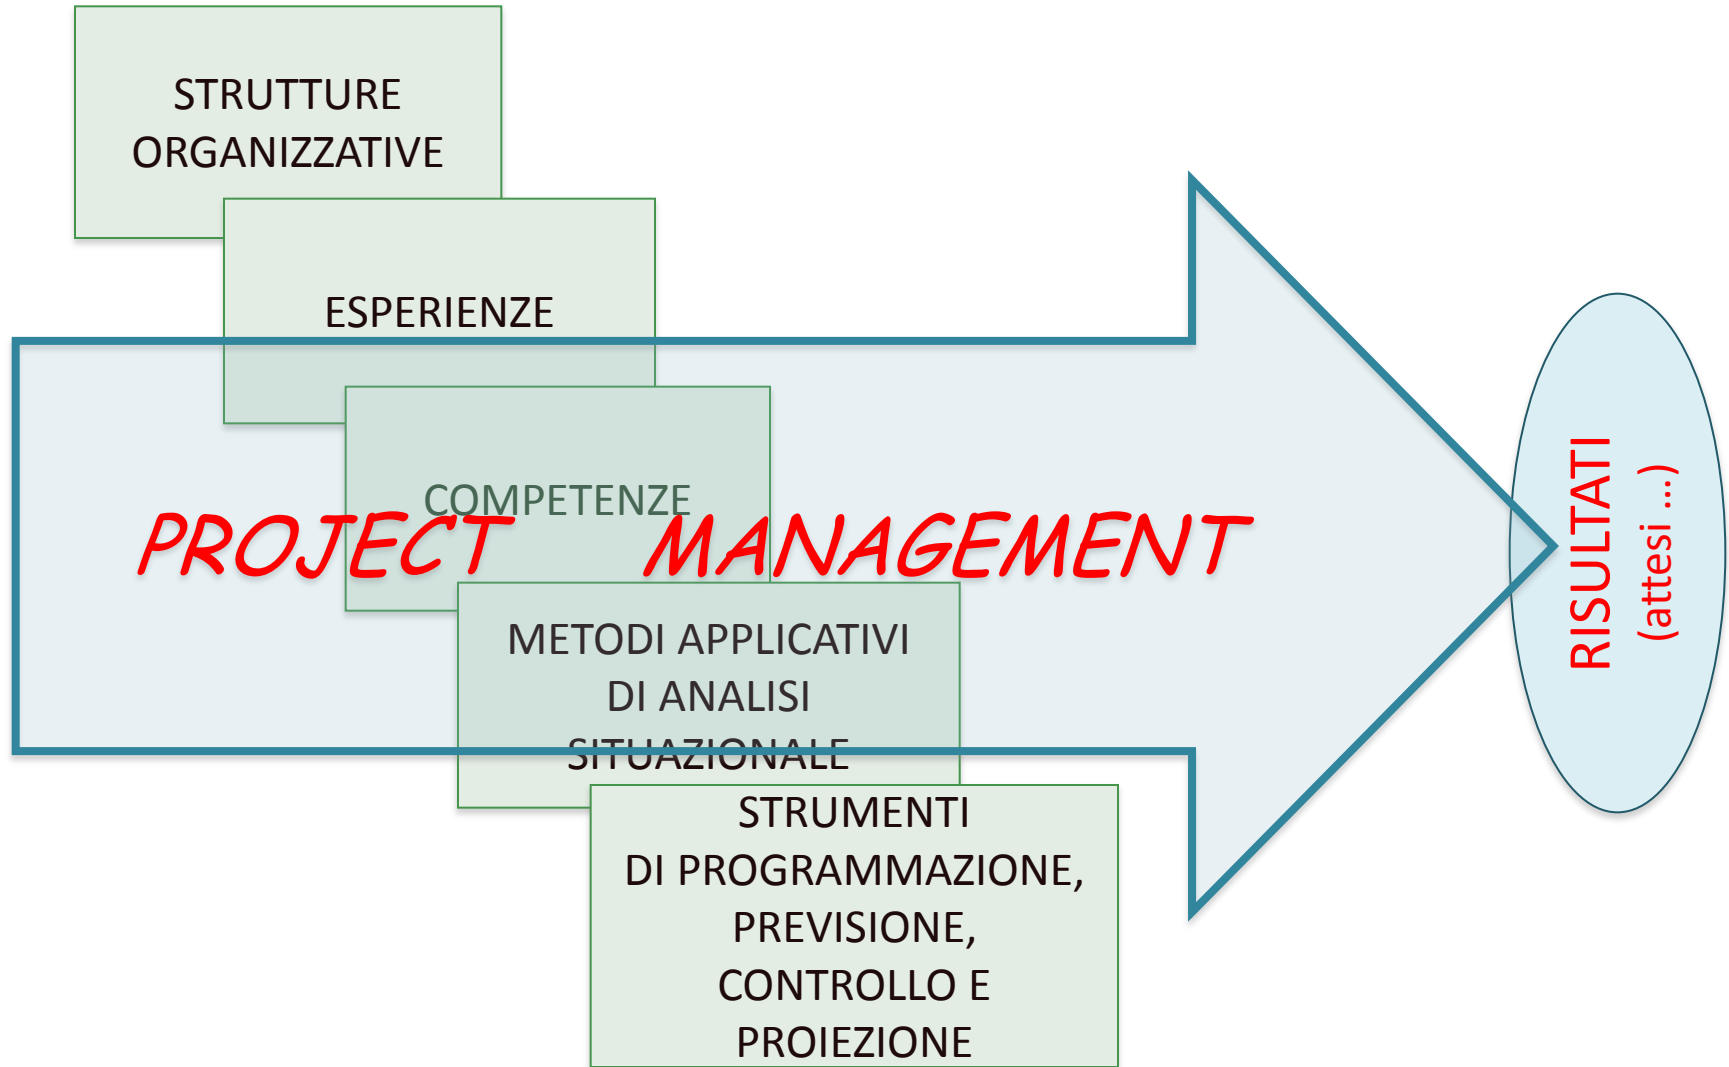 STRUTTURE
ORGANIZZATIVE
ESPERIENZE
COMPETENZE
PROJECT MANAGEMENT
METODI APPLICATIVI
DI ANALISI
SITUAZIONALE
STRUMENTI
DI PROGRAMMAZIONE,
PREVISIONE,
CONTROLLO E
PROIEZIONE
RISULTATI
(attesi ...)